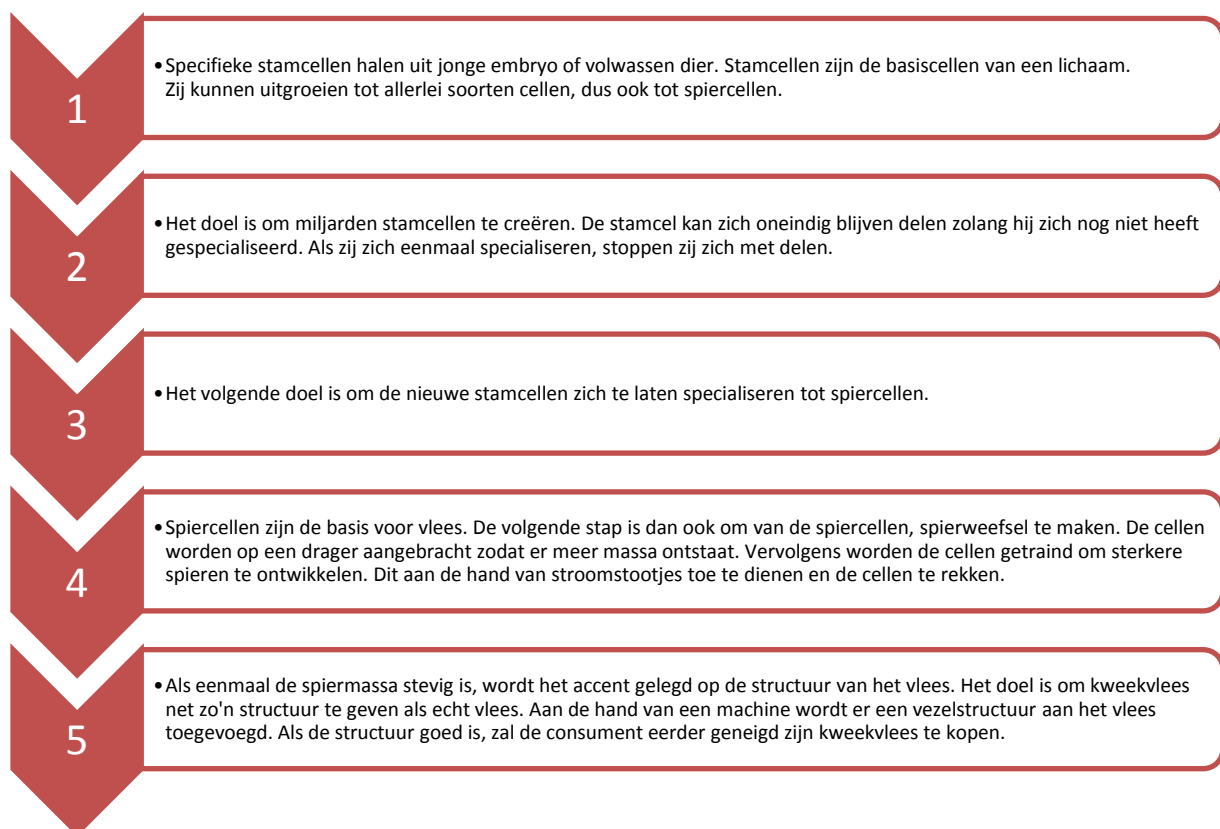 1
•Specifieke stamcellen halen uit jonge embryo of volwassen dier. Stamcellen zijn de basiscellen van een lichaam.
Zij kunnen uitgroeien tot allerlei soorten cellen, dus ook tot spiercellen.
2
•Het doel is om miljarden stamcellen te creëren. De stamcel kan zich oneindig blijven delen zolang hij zich nog niet heeft
gespecialiseerd. Als zij zich eenmaal specialiseren, stoppen zij zich met delen.
3
•Het volgende doel is om de nieuwe stamcellen zich te laten specialiseren tot spiercellen.
4
•Spiercellen zijn de basis voor vlees. De volgende stap is dan ook om van de spiercellen, spierweefsel te maken. De cellen
worden op een drager aangebracht zodat er meer massa ontstaat. Vervolgens worden de cellen getraind om sterkere
spieren te ontwikkelen. Dit aan de hand van stroomstootjes toe te dienen en de cellen te rekken.
5
•Als eenmaal de spiermassa stevig is, wordt het accent gelegd op de structuur van het vlees. Het doel is om kweekvlees
net zo'n structuur te geven als echt vlees. Aan de hand van een machine wordt er een vezelstructuur aan het vlees
toegevoegd. Als de structuur goed is, zal de consument eerder geneigd zijn kweekvlees te kopen.